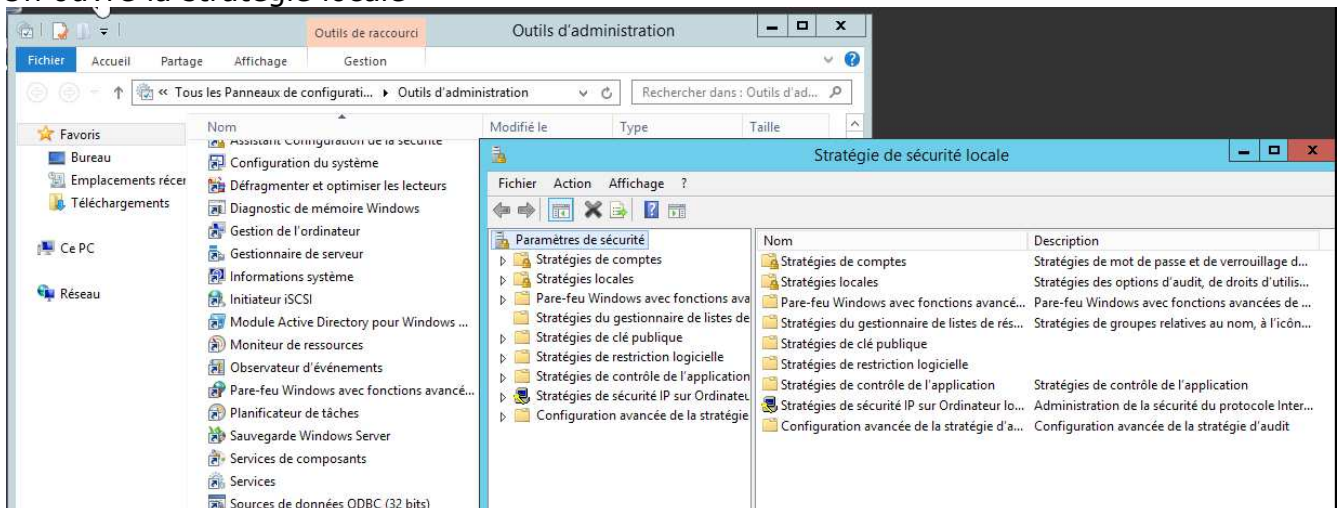 On ouvre la stratégie locale
Outils de raccourci
Outils d'administration
Fichier Accueil Partage Affichage Gestion
« Tous les Panneaux de configurati... Outils d'administration
Rechercher dans : Outils d'ad...
Favoris
Bureau
Emplacements récer
Téléchargements
Ce PC
Réseau
Nom Modifié le Type Taille
Assistant Configuration de la sécurité
Configuration du système
Défragmenter et optimiser les lecteurs
Diagnostic de mémoire Windows
Gestion de l'ordinateur
Gestionnaire de serveur
Informations système
Initiateur iSCSI
Module Active Directory pour Windows ...
Moniteur de ressources
Observateur d'événements
Pare-feu Windows avec fonctions avancé...
Planificateur de tâches
Sauvegarde Windows Server
Services de composants
Services
Sources de données ODBC (32 bits)
Stratégie de sécurité locale
Fichier Action Affichage ?
Paramètres de sécurité
Stratégies de comptes
Stratégies locales
Pare-feu Windows avec fonctions ava
Stratégies du gestionnaire de listes de
Stratégies de clé publique
Stratégies de restriction logicielle
Stratégies de contrôle de l'application
Stratégies de sécurité IP sur Ordinateu
Configuration avancée de la stratégie
Nom Description
Stratégies de comptes Stratégies de mot de passe et de verrouillage d...
Stratégies locales Stratégies des options d'audit, de droits d'utilis...
Pare-feu Windows avec fonctions avancé... Pare-feu Windows avec fonctions avancées de ...
Stratégies du gestionnaire de listes de rés... Stratégies de groupes relatives au nom, à l'icôn...
Stratégies de clé publique
Stratégies de restriction logicielle
Stratégies de contrôle de l'application Stratégies de contrôle de l'application
Stratégies de sécurité IP sur Ordinateur lo... Administration de la sécurité du protocole Inter...
Configuration avancée de la stratégie d'a... Configuration avancée de la stratégie d'audit